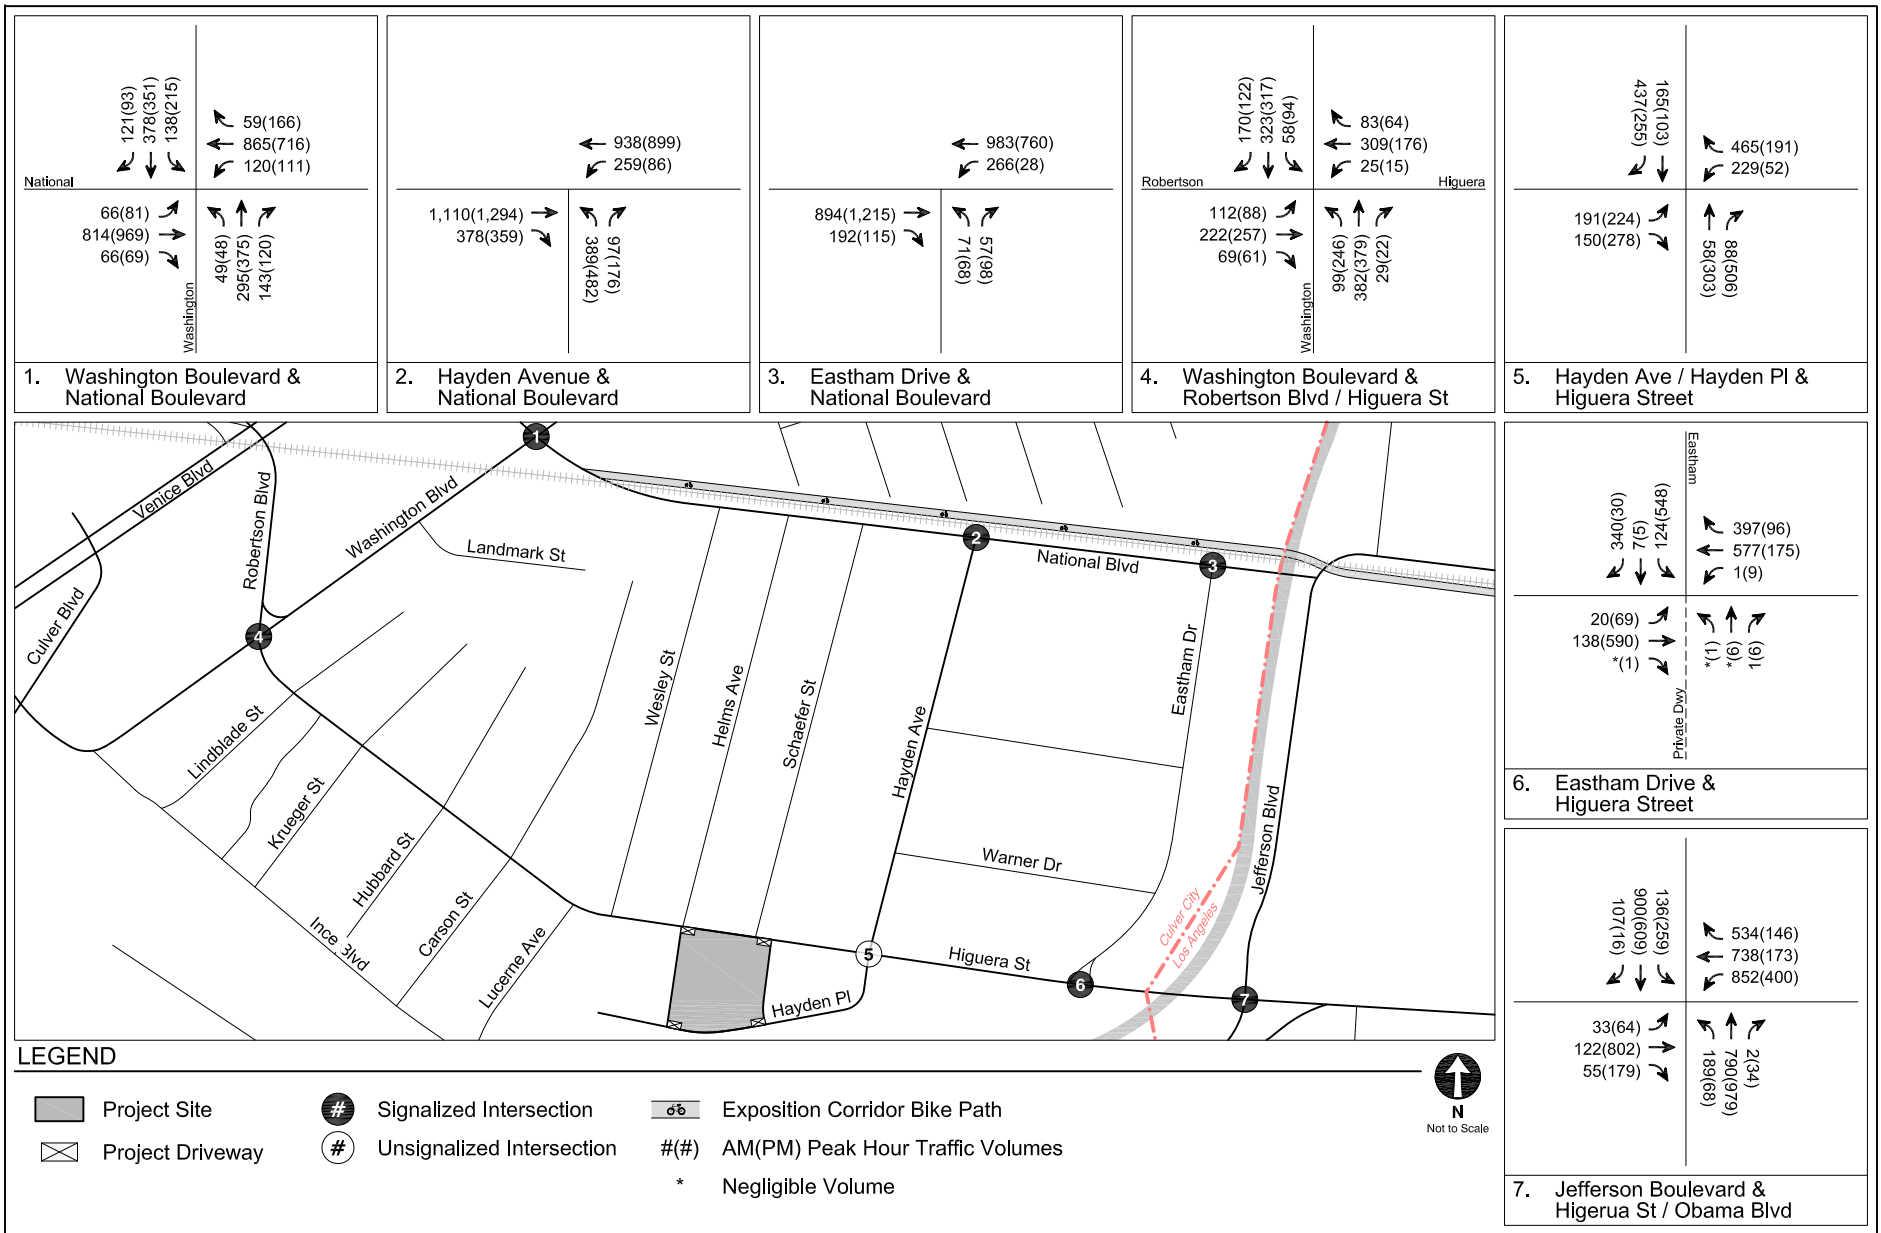 121(93)
378(351)
138(215)
59(166)
865(716)
120(111)
National
66(81)
814(969)
66(69)
49(48)
295(375)
143(120)
Washington
1. Washington Boulevard &
National Boulevard
938(899)
259(86)
1,110(1,294)
378(359)
389(482)
97(176)
2. Hayden Avenue &
National Boulevard
983(760)
266(28)
894(1,215)
192(115)
71(68)
57(98)
3. Eastham Drive &
National Boulevard
170(122)
323(317)
58(94)
83(64)
309(176)
25(15)
Robertson
Higuera
112(88)
222(257)
69(61)
99(246)
382(379)
29(22)
Washington
4. Washington Boulevard &
Robertson Blvd / Higuera St
437(255)
165(103)
465(191)
229(52)
191(224)
150(278)
58(303)
88(506)
5. Hayden Ave / Hayden Pl &
Higuera Street
Eastham
340(30)
7(5)
124(548)
397(96)
577(175)
1(9)
20(69)
138(590)
*(1)
*(1)
*(6)
1(9)
Private Dwy
6. Eastham Drive &
Higuera Street
107(16)
900(609)
136(259)
534(146)
738(173)
852(400)
33(64)
122(802)
55(179)
189(68)
790(979)
2(34)
7. Jefferson Boulevard &
Higerua St / Obama Blvd
1
2
3
4
5
6
7
Venice Blvd
Robertson Blvd
Washington Blvd
Landmark St
Culver Blvd
National Blvd
Eastham Dr
Wesley St
Helms Ave
Schaefer St
Hayden Ave
Lindblade St
Krueger St
Hubbard St
Carson St
Ince Blvd
Lucerne Ave
Warner Dr
Jefferson Blvd
Culver City
Los Angeles
Higuera St
Hayden Pl
LEGEND
Project Site
Project Driveway
# Signalized Intersection
# Unsignalized Intersection
Exposition Corridor Bike Path
#(#) AM(PM) Peak Hour Traffic Volumes
* Negligible Volume
N
Not to Scale